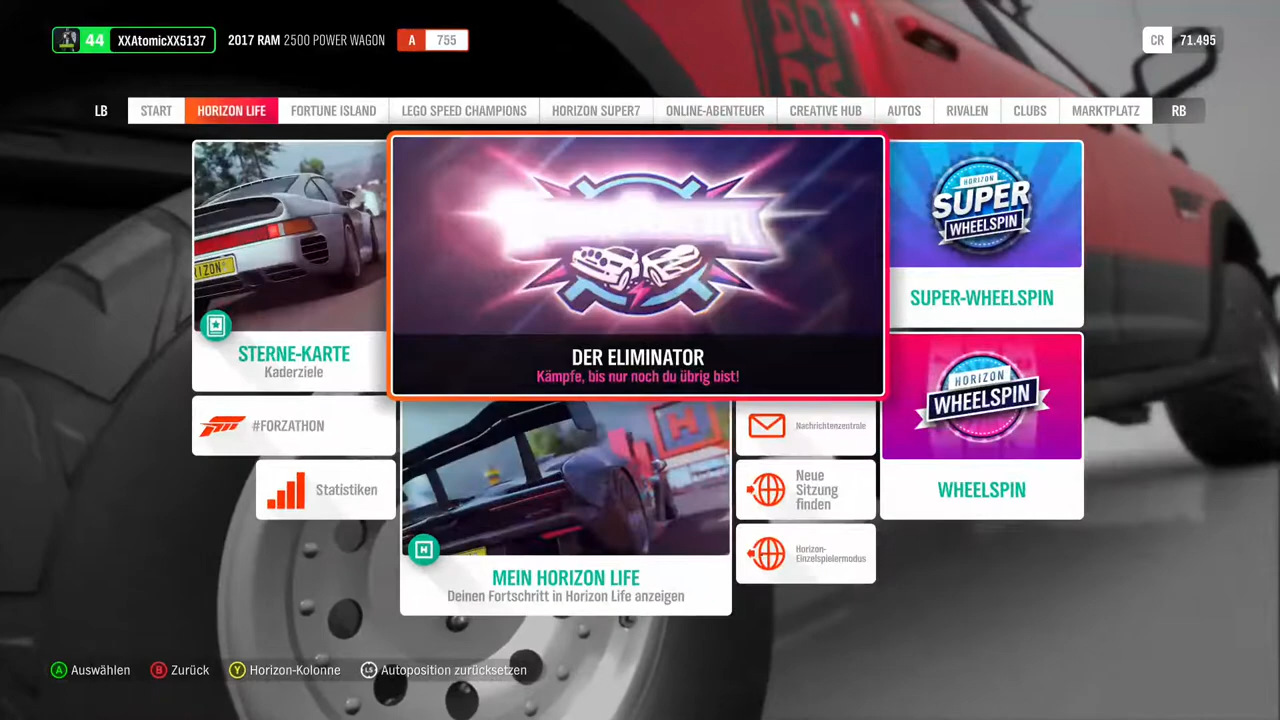 44 XXAtomicXX5137 2017 RAM 2500 POWER WAGON A 755 CR 71.495
LB START HORIZON LIFE FORTUNE ISLAND LEGO SPEED CHAMPIONS HORIZON SUPER7 ONLINE-ABENTEUER CREATIVE HUB AUTOS RIVALEN CLUBS MARKTPLATZ RB
STERNE-KARTE
Kaderziele
#FORZATHON
Statistiken
DER ELIMINATOR
Kämpfe, bis nur noch du übrig bist!
H
MEIN HORIZON LIFE
Deinen Fortschritt in Horizon Life anzeigen
Nachrichtenzentrale
Neue
Sitzung
finden
Horizon-
Einzelspielermodus
HORIZON
SUPER
WHEELSPIN
SUPER-WHEELSPIN
HORIZON
WHEELSPIN
WHEELSPIN
A Auswählen B Zurück Y Horizon-Kolonne LS Autoposition zurücksetzen